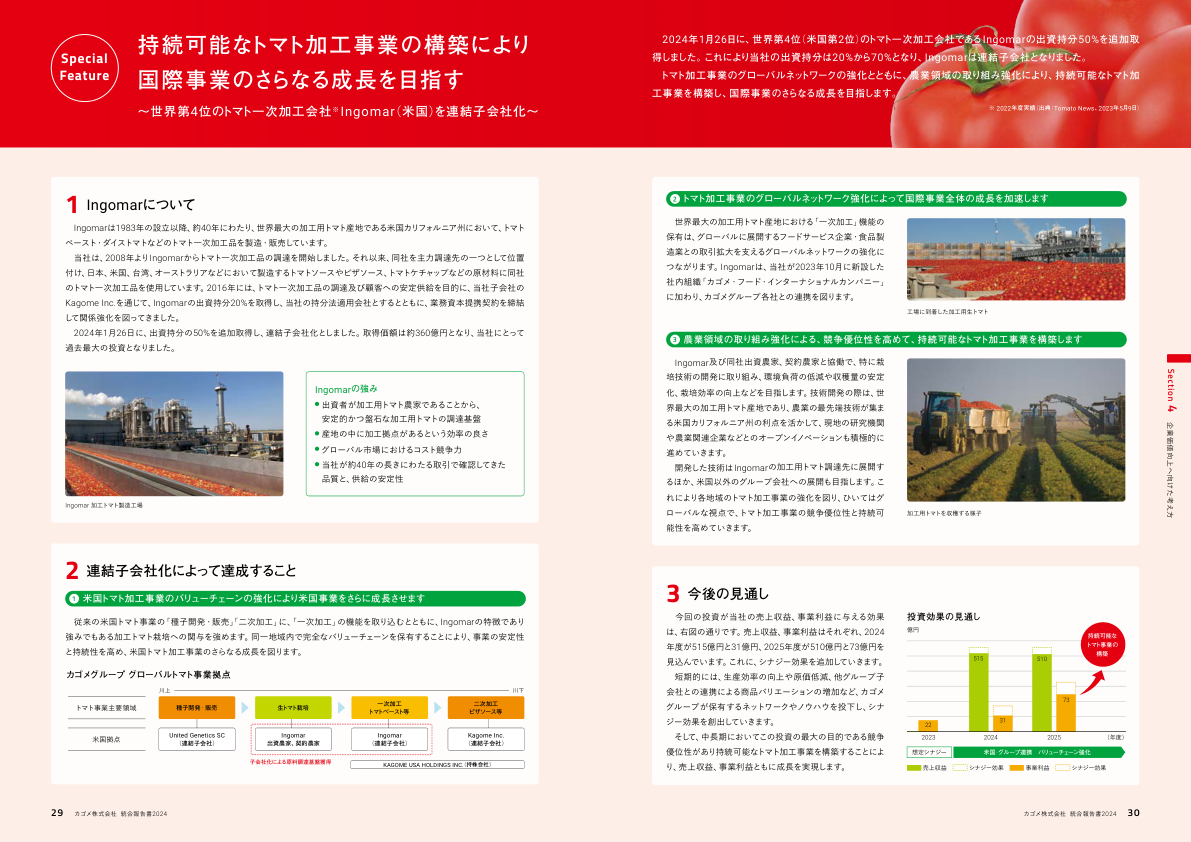 Special
Feature
持続可能なトマト加工事業の構築により
国際事業のさらなる成長を目指す
〜世界第4位のトマト一次加工会社※Ingomar（米国）を連結子会社化〜
2024年1月26日に、世界第4位（米国第2位）のトマト一次加工会社であるIngomarの出資持分50%を追加取
得しました。これにより当社の出資持分は20%から70%となり、Ingomarは連結子会社となりました。
トマト加工事業のグローバルネットワークの強化とともに、農業領域の取り組み強化により、持続可能なトマト加
工事業を構築し、国際事業のさらなる成長を目指します。
※ 2022年度実績（出典：Tomato News、2023年5月9日）
1 Ingomarについて
Ingomarは1983年の設立以降、約40年にわたり、世界最大の加工用トマト産地である米国カリフォルニア州において、トマト
ペースト・ダイストマトなどのトマト一次加工品を製造・販売しています。
当社は、2008年よりIngomarからトマト一次加工品の調達を開始しました。それ以来、同社を主力調達先の一つとして位置
付け、日本、米国、台湾、オーストラリアなどにおいて製造するトマトソースやピザソース、トマトケチャップなどの原材料に同社
のトマト一次加工品を使用しています。2016年には、トマト一次加工品の調達及び顧客への安定供給を目的に、当社子会社の
Kagome Inc.を通じて、Ingomarの出資持分20%を取得し、当社の持分法適用会社とするとともに、業務資本提携契約を締結
して関係強化を図ってきました。
2024年1月26日に、出資持分の50%を追加取得し、連結子会社化としました。取得価額は約360億円となり、当社にとって
過去最大の投資となりました。
Ingomar 加工トマト製造工場
Ingomarの強み
● 出資者が加工用トマト農家であることから、
安定的かつ盤石な加工用トマトの調達基盤
● 産地の中に加工拠点があるという効率の良さ
● グローバル市場におけるコスト競争力
● 当社が約40年の長きにわたる取引で確認してきた
品質と、供給の安定性
2 連結子会社化によって達成すること
1 米国トマト加工事業のバリューチェーンの強化により米国事業をさらに成長させます
従来の米国トマト事業の「種子開発・販売」「二次加工」に、「一次加工」の機能を取り込むとともに、Ingomarの特徴であり
強みでもある加工トマト栽培への関与を強めます。同一地域内で完全なバリューチェーンを保有することにより、事業の安定性
と持続性を高め、米国トマト加工事業のさらなる成長を図ります。
カゴメグループ グローバルトマト事業拠点
川上
川下
トマト事業主要領域
種子開発・販売
生トマト栽培
一次加工
トマトペースト等
二次加工
ピザソース等
米国拠点
United Genetics SC
（連結子会社）
Ingomar
出資農家、契約農家
Ingomar
（連結子会社）
Kagome Inc.
（連結子会社）
子会社化による原料調達基盤獲得
KAGOME USA HOLDINGS INC.（持株会社）
29 カゴメ株式会社 統合報告書2024
2 トマト加工事業のグローバルネットワーク強化によって国際事業全体の成長を加速します
世界最大の加工用トマト産地における「一次加工」機能の
保有は、グローバルに展開するフードサービス企業・食品製
造業との取引拡大を支えるグローバルネットワークの強化に
つながります。Ingomarは、当社が2023年10月に新設した
社内組織「カゴメ・フード・インターナショナルカンパニー」
に加わり、カゴメグループ各社との連携を図ります。
工場に到着した加工用生トマト
3 農業領域の取り組み強化による、競争優位性を高めて、持続可能なトマト加工事業を構築します
Ingomar及び同社出資農家、契約農家と協働で、特に栽
培技術の開発に取り組み、環境負荷の低減や収穫量の安定
化、栽培効率の向上などを目指します。技術開発の際は、世
界最大の加工用トマト産地であり、農業の最先端技術が集ま
る米国カリフォルニア州の利点を活かして、現地の研究機関
や農業関連企業などとのオープンイノベーションも積極的に
進めていきます。
開発した技術はIngomarの加工用トマト調達先に展開す
るほか、米国以外のグループ会社への展開も目指します。こ
れにより各地域のトマト加工事業の強化を図り、ひいてはグ
ローバルな視点で、トマト加工事業の競争優位性と持続可
能性を高めていきます。
加工用トマトを収穫する様子
3 今後の見通し
今回の投資が当社の売上収益、事業利益に与える効果
は、右図の通りです。売上収益、事業利益はそれぞれ、2024
年度が515億円と31億円、2025年度が510億円と73億円を
見込んでいます。これに、シナジー効果を追加していきます。
短期的には、生産効率の向上や原価低減、他グループ子
会社との連携による商品バリエーションの増加など、カゴメ
グループが保有するネットワークやノウハウを投下し、シナ
ジー効果を創出していきます。
そして、中長期においてこの投資の最大の目的である競争
優位性があり持続可能なトマト加工事業を構築することによ
り、売上収益、事業利益ともに成長を実現します。
投資効果の見通し
億円
持続可能な
トマト事業の
構築
22
515
31
510
73
2023
2024
2025
（年度）
想定シナジー
米国・グループ連携 バリューチェーン強化
売上収益
シナジー効果
事業利益
シナジー効果
Section 4 企業価値向上へ向けた考え方
カゴメ株式会社 統合報告書2024 30